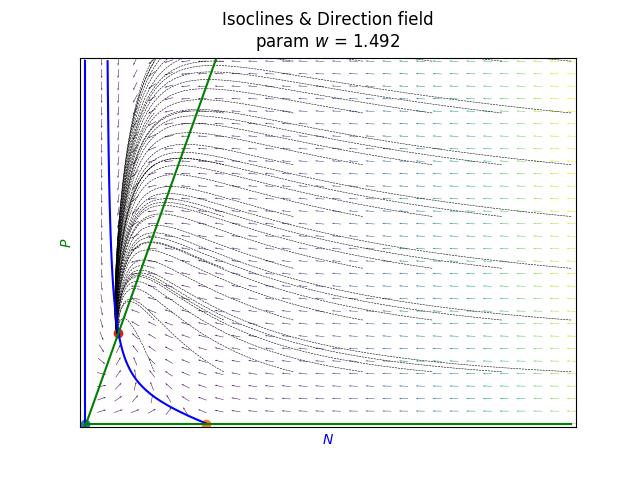 Isoclines & Direction field
param w = 1.492
P
N